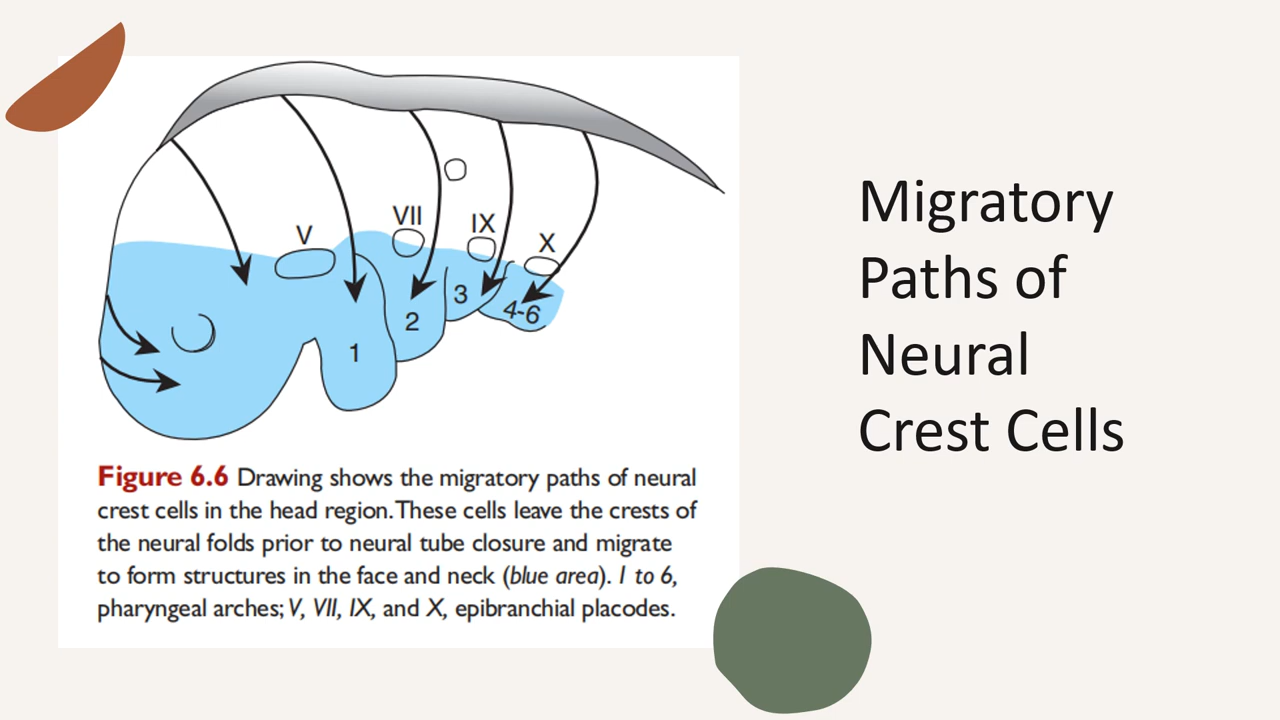 V
VII
IX
X
1
2
3
4-6
Figure 6.6 Drawing shows the migratory paths of neural
crest cells in the head region. These cells leave the crests of
the neural folds prior to neural tube closure and migrate
to form structures in the face and neck (blue area). 1 to 6,
pharyngeal arches; V, VII, IX, and X, epibranchial placodes.
Migratory
Paths of
Neural
Crest Cells